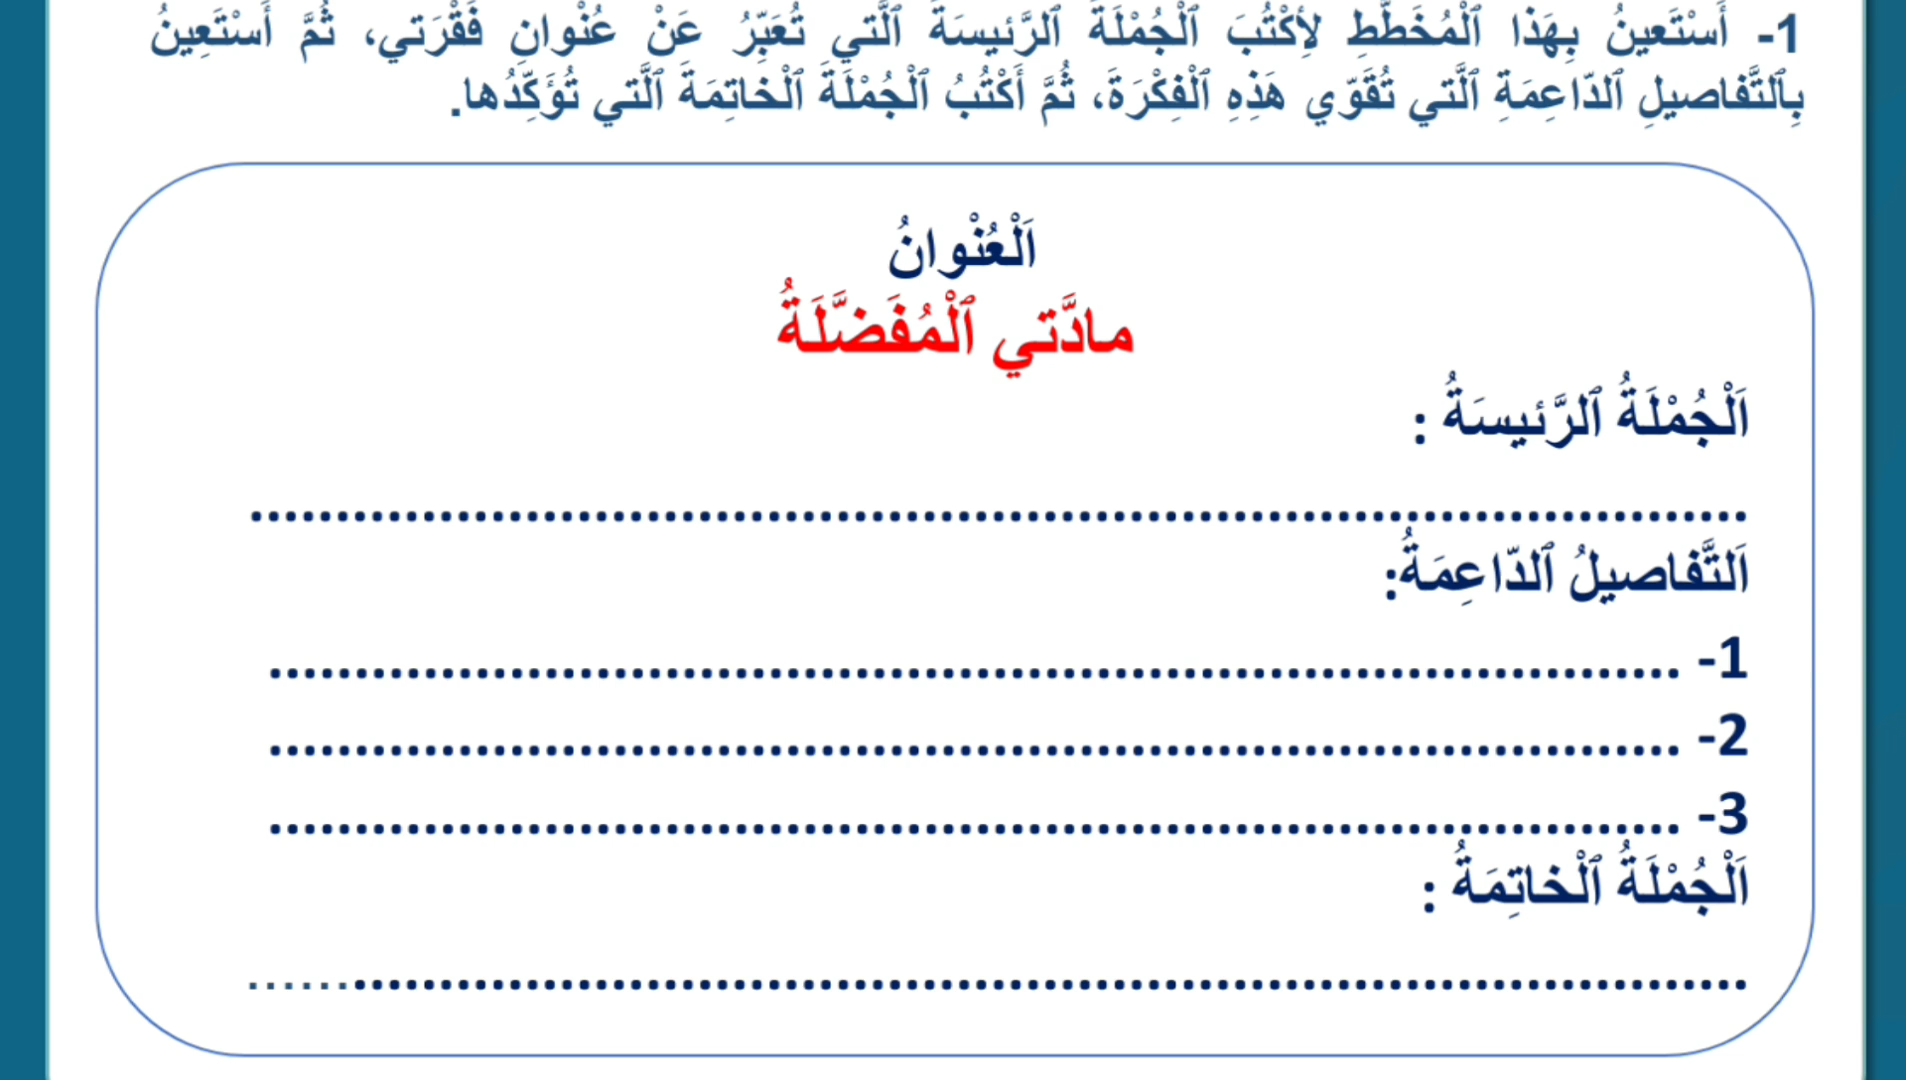 1- أَسْتَعينُ بِهَذا ٱلْمُخَطَّطِ لِأَكْتُبَ ٱلْجُمْلَةَ ٱلرَّئيسَةَ ٱلَّتي تُعَبِّرُ عَنْ عُنْوانِ فَقْرَتي، ثُمَّ أَسْتَعِينُ
بِٱلتَّفاصيلِ ٱلدّاعِمَةِ ٱلَّتي تُقَوّي هَذِهِ ٱلْفِكْرَةَ، ثُمَّ أَكْتُبُ ٱلْجُمْلَةَ ٱلْخاتِمَةَ ٱلَّتي تُؤَكِّدُها.
اَلْعُنْوانُ
مادَّتي ٱلْمُفَضَّلَةُ
اَلْجُمْلَةُ ٱلرَّئيسَةُ :
.......................................................................................
اَلتَّفاصيلُ ٱلدّاعِمَةُ:
1- ..................................................................................
2- ..................................................................................
3- ..................................................................................
اَلْجُمْلَةُ ٱلْخاتِمَةُ :
.......................................................................................